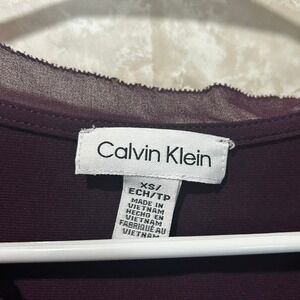 Calvin Klein
XS/
ECH/TP
MADE IN
VIETNAM
HECHO EN
VIETNAM
FABRIQUÉ AU
VIETNAM